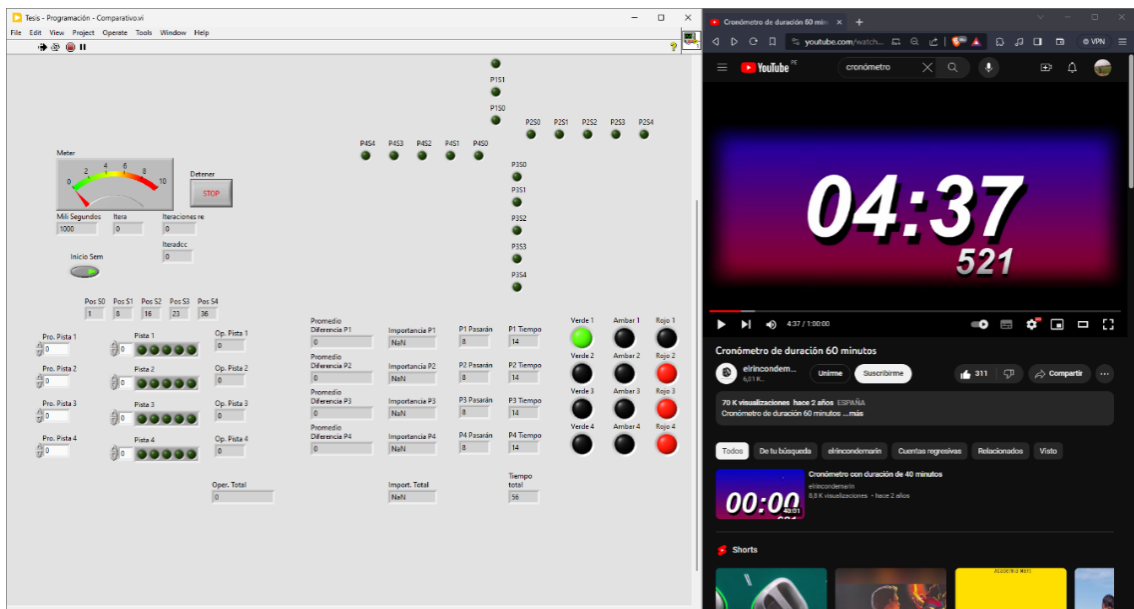 Tesis - Programación - Comparativo.vi
File Edit View Project Operate Tools Window Help
P1S1
P1S0
P2S0 P2S1 P2S2 P2S3 P2S4
P4S4 P4S3 P4S2 P4S1 P4S0
P3S0
P3S1
P3S2
P3S3
P3S4
Meter
0 2 4 6 8 10
Detener
STOP
Mili Segundos Itera Iteraciones re
1000 0 0
Iteradcc
0
Inicio Sem
Pos S0 Pos S1 Pos S2 Pos S3 Pos S4
1 8 16 23 36
Pro. Pista 1 Pista 1 Op. Pista 1
0 0 0
Pro. Pista 2 Pista 2 Op. Pista 2
0 0 0
Pro. Pista 3 Pista 3 Op. Pista 3
0 0 0
Pro. Pista 4 Pista 4 Op. Pista 4
0 0 0
Oper. Total
0
Promedio
Diferencia P1 Importancia P1 P1 Pasarán P1 Tiempo
0 NaN 8 14
Promedio
Diferencia P2 Importancia P2 P2 Pasarán P2 Tiempo
0 NaN 8 14
Promedio
Diferencia P3 Importancia P3 P3 Pasarán P3 Tiempo
0 NaN 8 14
Promedio
Diferencia P4 Importancia P4 P4 Pasarán P4 Tiempo
0 NaN 8 14
Import. Total
NaN
Tiempo
total
56
Verde 1 Ambar 1 Rojo 1
Verde 2 Ambar 2 Rojo 2
Verde 3 Ambar 3 Rojo 3
Verde 4 Ambar 4 Rojo 4
Cronómetro de duración 60 min
youtube.com/watch...
VPN
YouTube PE
cronómetro
04:37
521
4:37 / 1:00:00
Cronómetro de duración 60 minutos
elrincondem...
6,01 K...
Unirme
Suscribirme
311
Compartir
70 K visualizaciones hace 2 años ESPAÑA
Cronómetro de duración 60 minutos ...más
Todos De tu búsqueda elrincondemarin Cuentas regresivas Relacionados Visto
Cronómetro con duración de 40 minutos
elrincondemarin
8,8 K visualizaciones • hace 2 años
00:00
40:01
Shorts